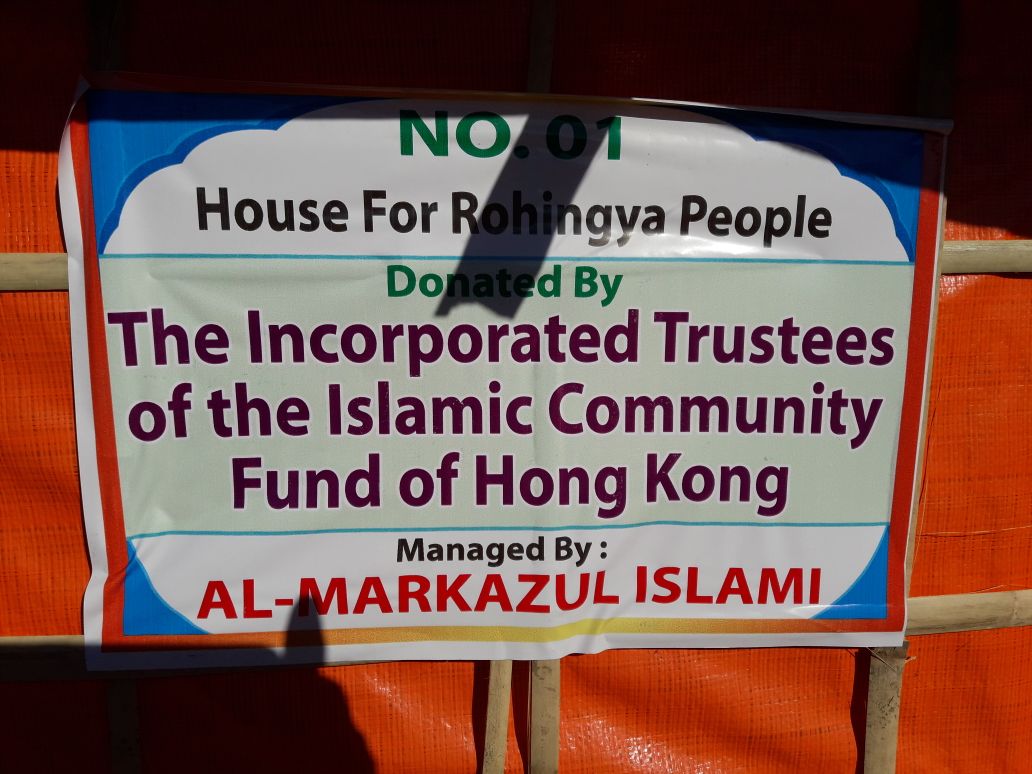 NO. 01
House For Rohingya People
Donated By
The Incorporated Trustees
of the Islamic Community
Fund of Hong Kong
Managed By :
AL-MARKAZUL ISLAMI